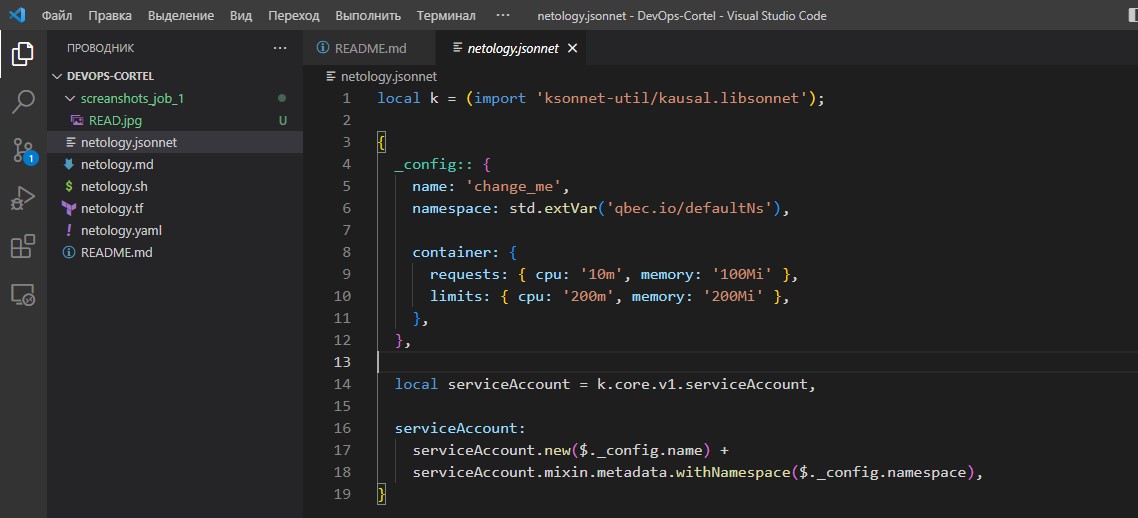 Файл Правка Выделение Вид Переход Выполнить Терминал ··· netology.jsonnet - DevOps-Cortel - Visual Studio Code
ПРОВОДНИК ···
DEVOPS-CORTEL
screanshots_job_1
READ.jpg U
netology.jsonnet
netology.md
netology.sh
netology.tf
netology.yaml
README.md
1
README.md netology.jsonnet
netology.jsonnet
1 local k = (import 'ksonnet-util/kausal.libsonnet');
2
3 {
4   _config:: {
5     name: 'change_me',
6     namespace: std.extVar('qbec.io/defaultNs'),
7
8     container: {
9       requests: { cpu: '10m', memory: '100Mi' },
10       limits: { cpu: '200m', memory: '200Mi' },
11     },
12   },
13
14   local serviceAccount = k.core.v1.serviceAccount,
15
16   serviceAccount:
17     serviceAccount.new($._config.name) +
18     serviceAccount.mixin.metadata.withNamespace($._config.namespace),
19 }